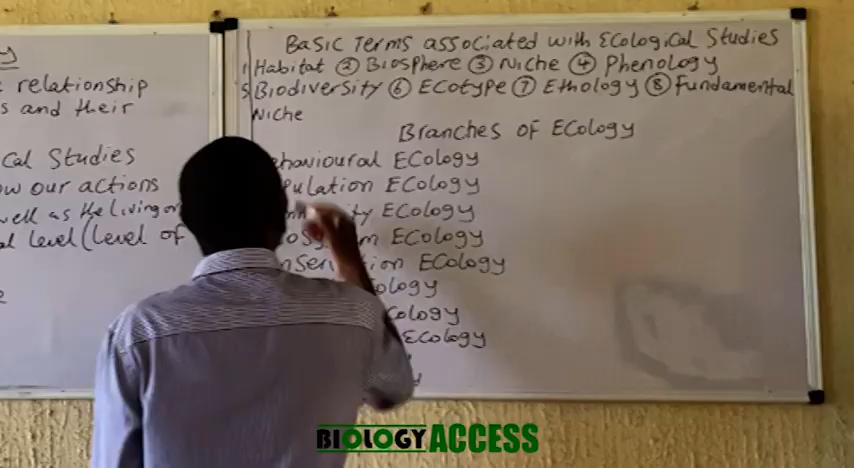 relationship
s and their
cal Studies
ow our actions
well as the living or
al level (level of
Basic Terms associated with Ecological Studies
1 Habitat ② Biosphere ③ Niche ④ Phenology
5 Biodiversity ⑥ Ecotype ⑦ Ethology ⑧ Fundamental
Niche
Branches of Ecology
ehavioural Ecology
pulation Ecology
ty Ecology
os m Ecology
nservation Ecology
ology
cology
Ecology
BIOLOGY ACCESS